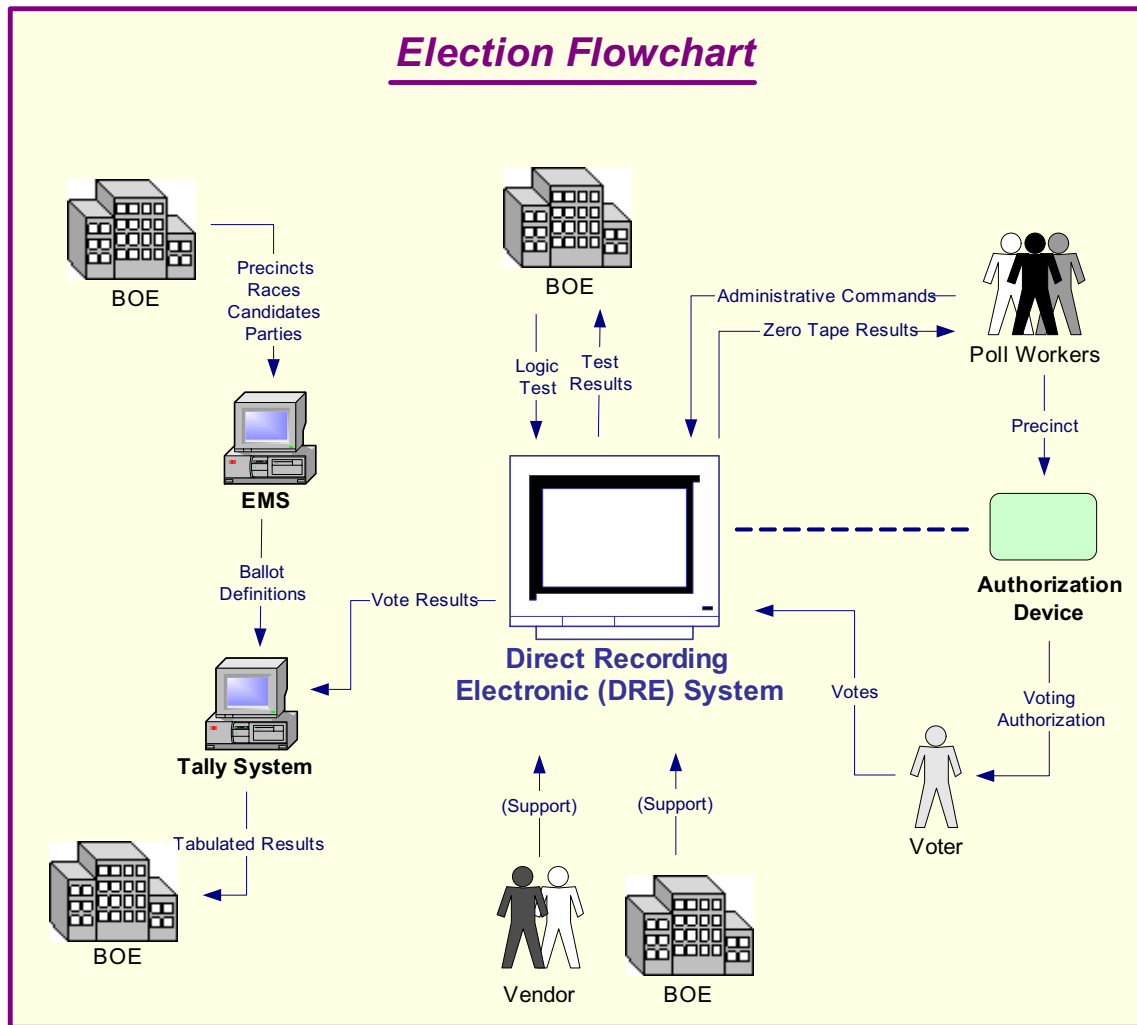 Election Flowchart
BOE
Precincts
Races
Candidates
Parties
EMS
Ballot
Definitions
Tally System
Tabulated Results
BOE
BOE
Logic
Test
Test
Results
Administrative Commands
Zero Tape Results
Poll Workers
Precinct
Authorization
Device
Vote Results
Direct Recording
Electronic (DRE) System
Votes
Voting
Authorization
Voter
(Support)
(Support)
Vendor
BOE